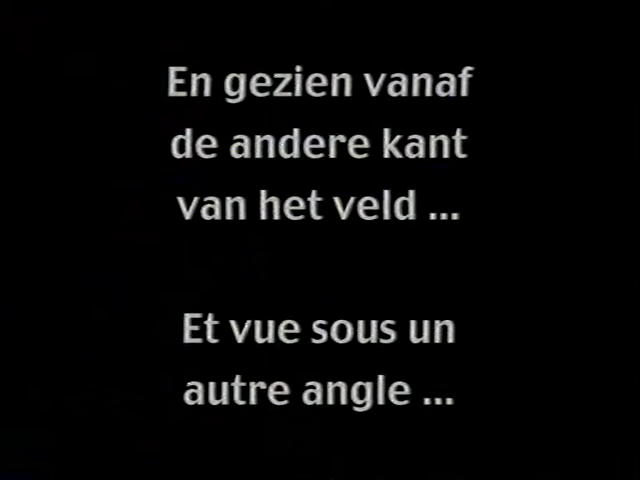 En gezien vanaf
de andere kant
van het veld ...
Et vue sous un
autre angle ...